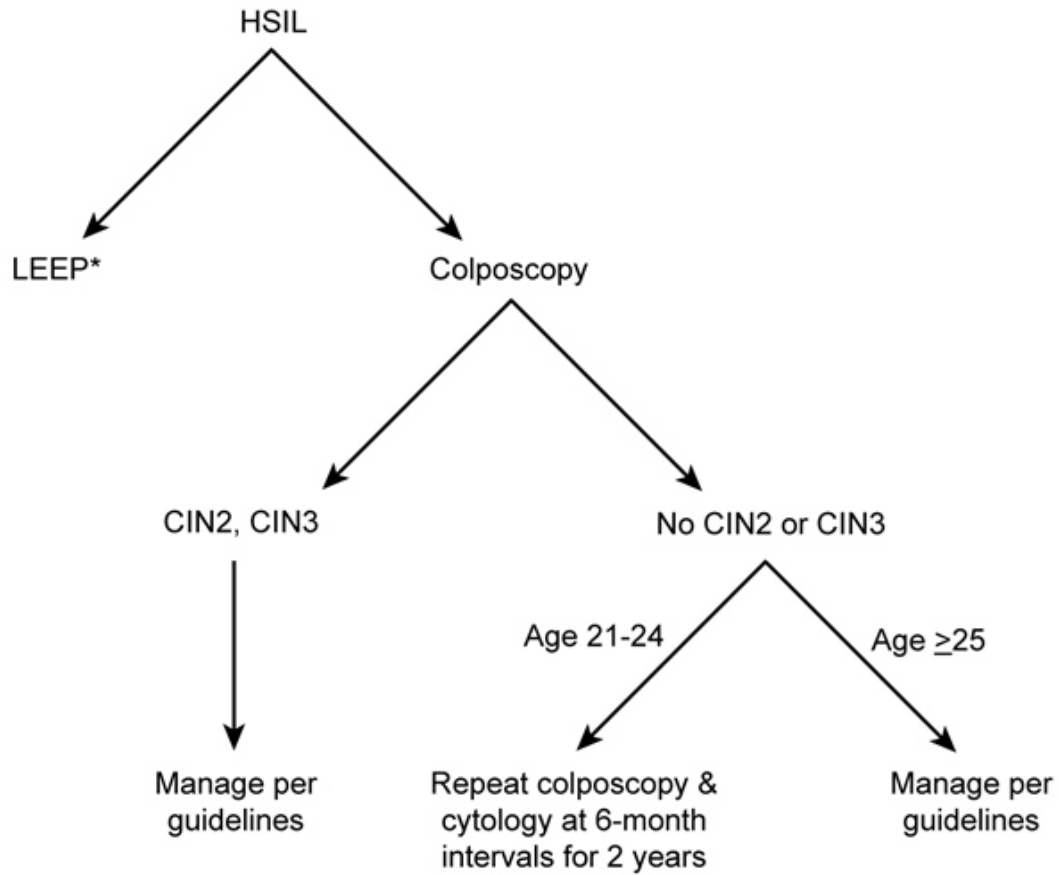 HSIL
LEEP*
Colposcopy
CIN2, CIN3
No CIN2 or CIN3
Age 21-24
Age ≥25
Manage per
guidelines
Repeat colposcopy &
cytology at 6-month
intervals for 2 years
Manage per
guidelines